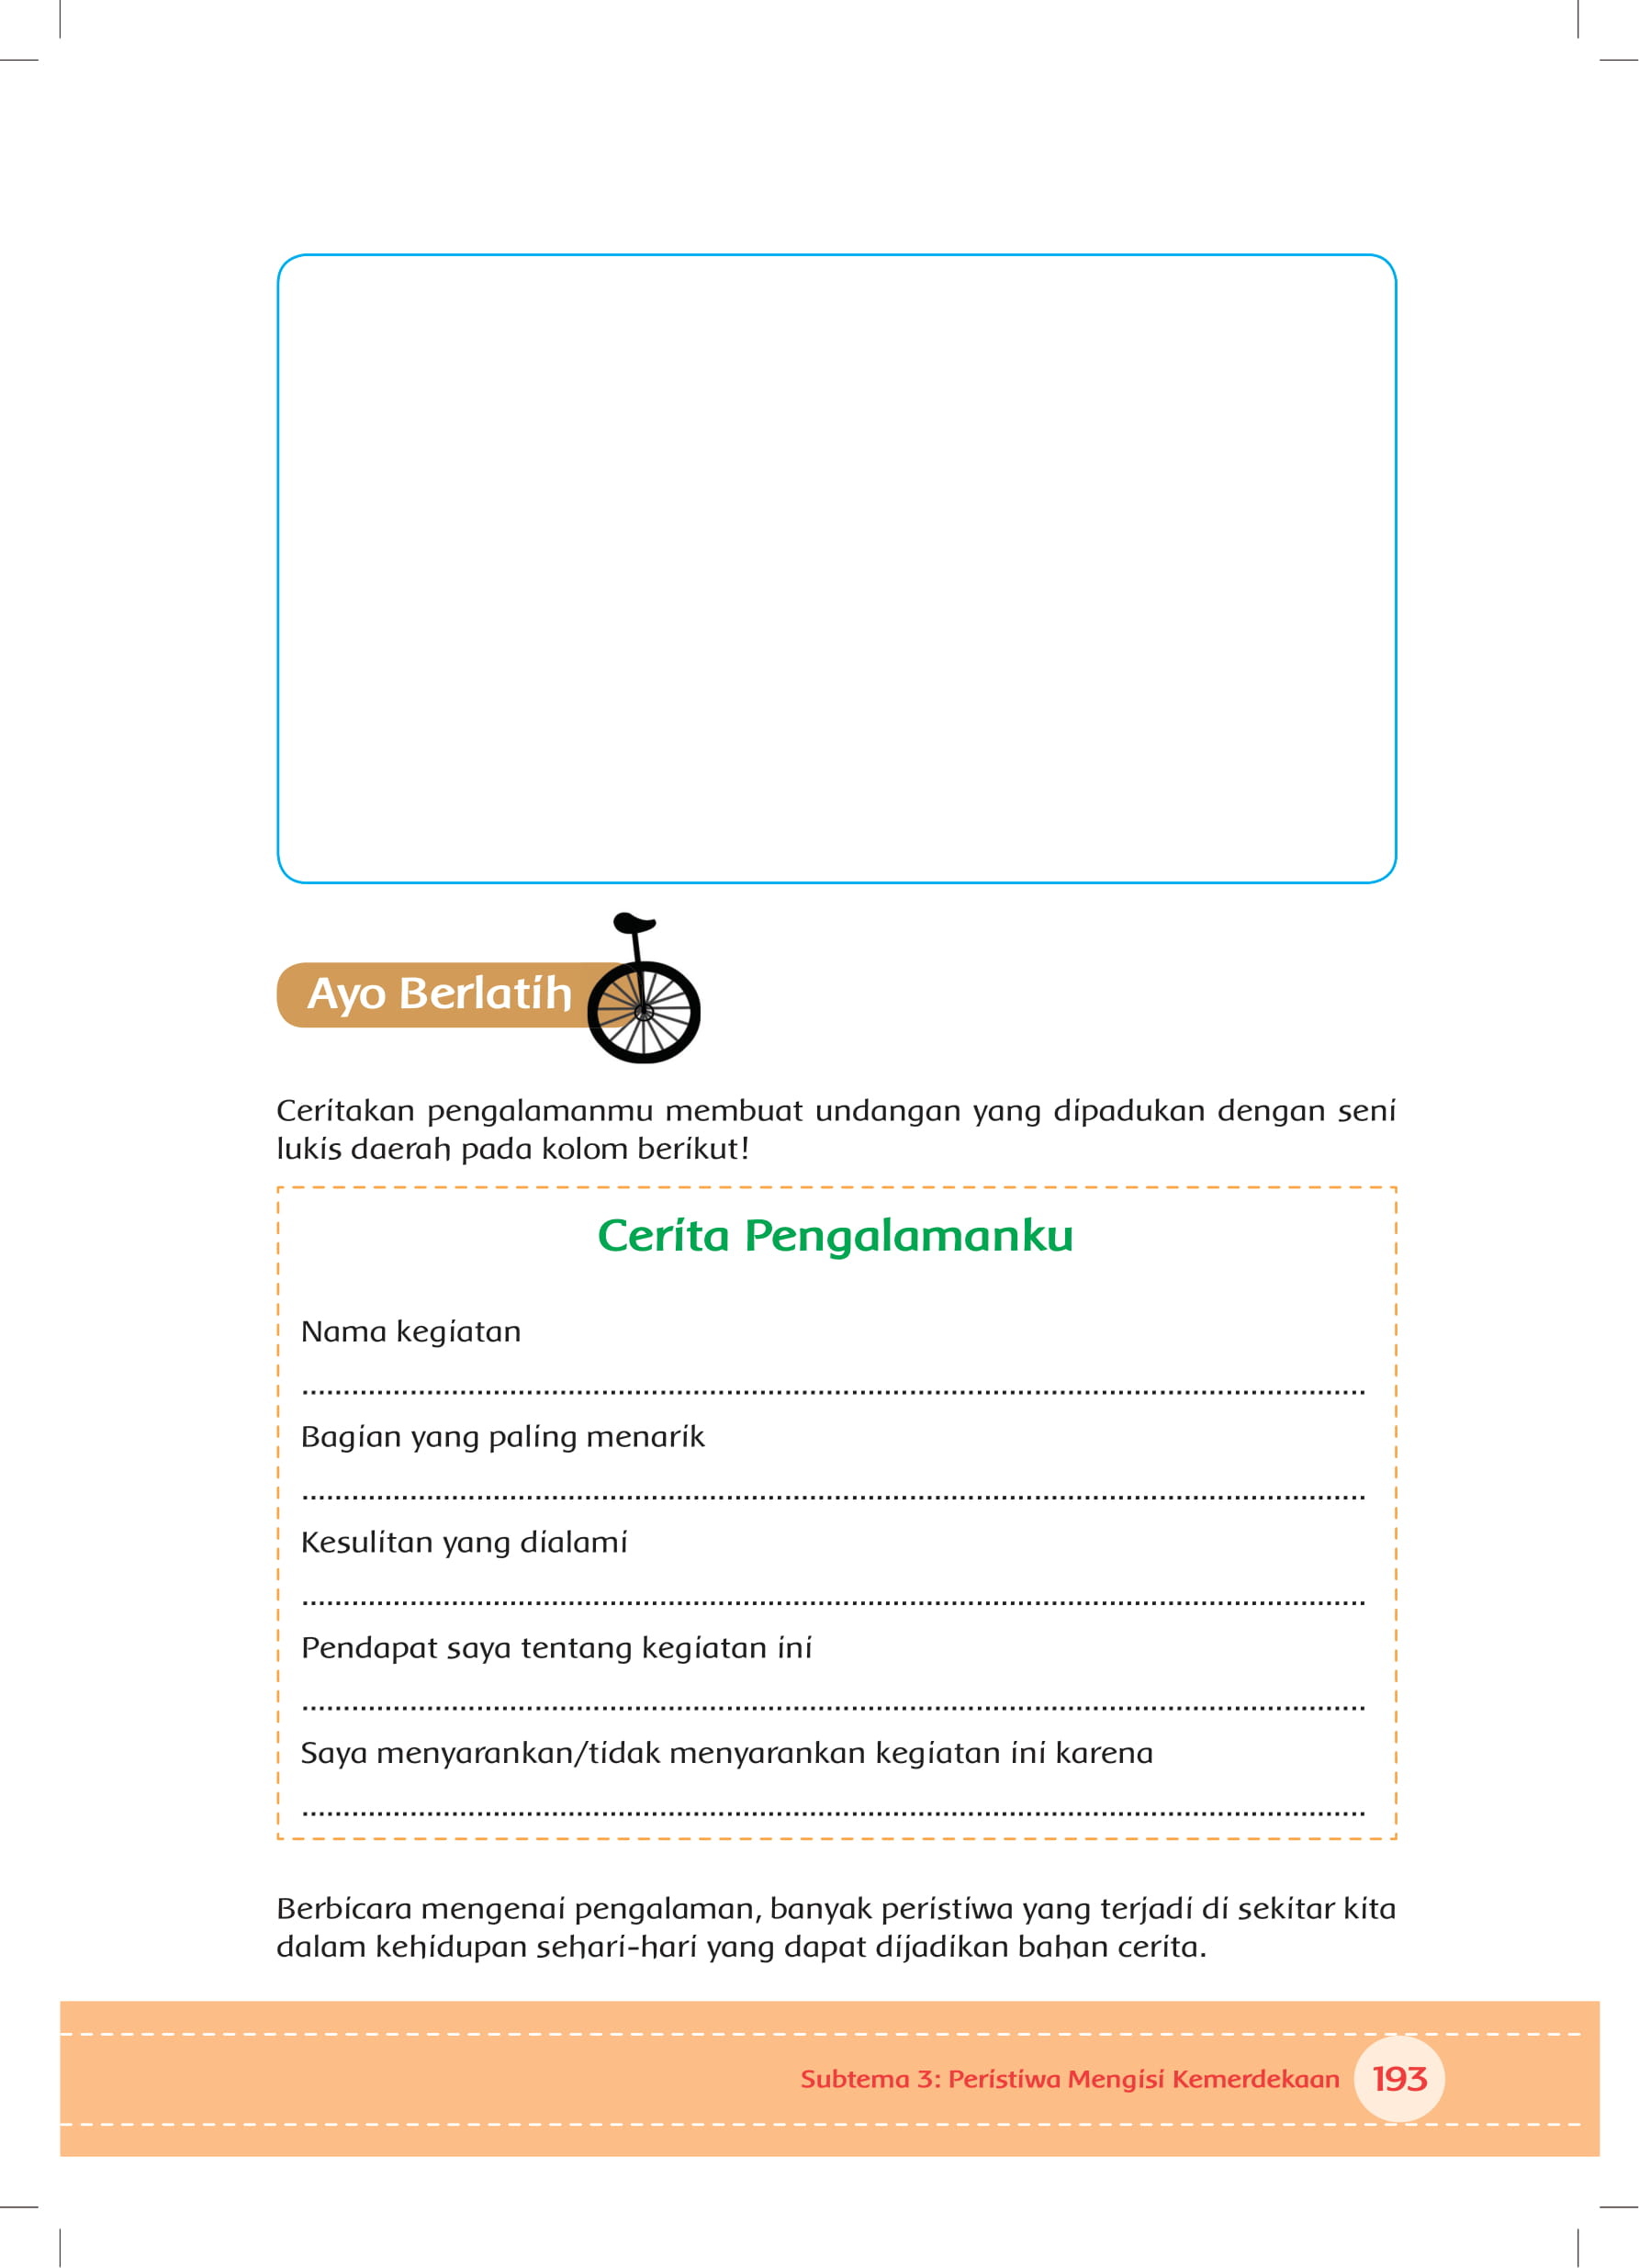 Ayo Berlatih
Ceritakan pengalamanmu membuat undangan yang dipadukan dengan seni
lukis daerah pada kolom berikut!
Cerita Pengalamanku
Nama kegiatan
................................................................................................................................
Bagian yang paling menarik
................................................................................................................................
Kesulitan yang dialami
................................................................................................................................
Pendapat saya tentang kegiatan ini
................................................................................................................................
Saya menyarankan/tidak menyarankan kegiatan ini karena
................................................................................................................................
Berbicara mengenai pengalaman, banyak peristiwa yang terjadi di sekitar kita
dalam kehidupan sehari-hari yang dapat dijadikan bahan cerita.
Subtema 3: Peristiwa Mengisi Kemerdekaan 193